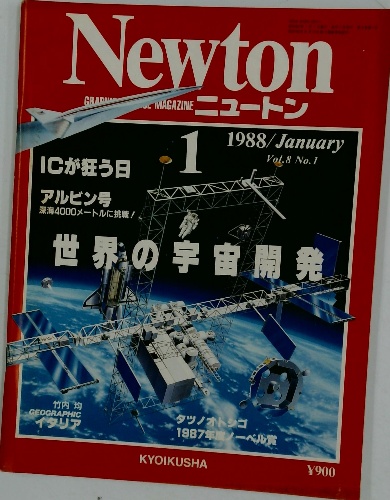 Newton
GRAPHIC SCIENCE MAGAZINE ニュートン
1
1988/January
Vol.8 No.1
ICが狂う日
アルビン号
深海4000メートルに挑戦!
世界の宇宙開発
竹内 均
GEOGRAPHIC
イタリア
タツノオトシゴ
1987年度ノーベル賞
KYOIKUSHA
¥900